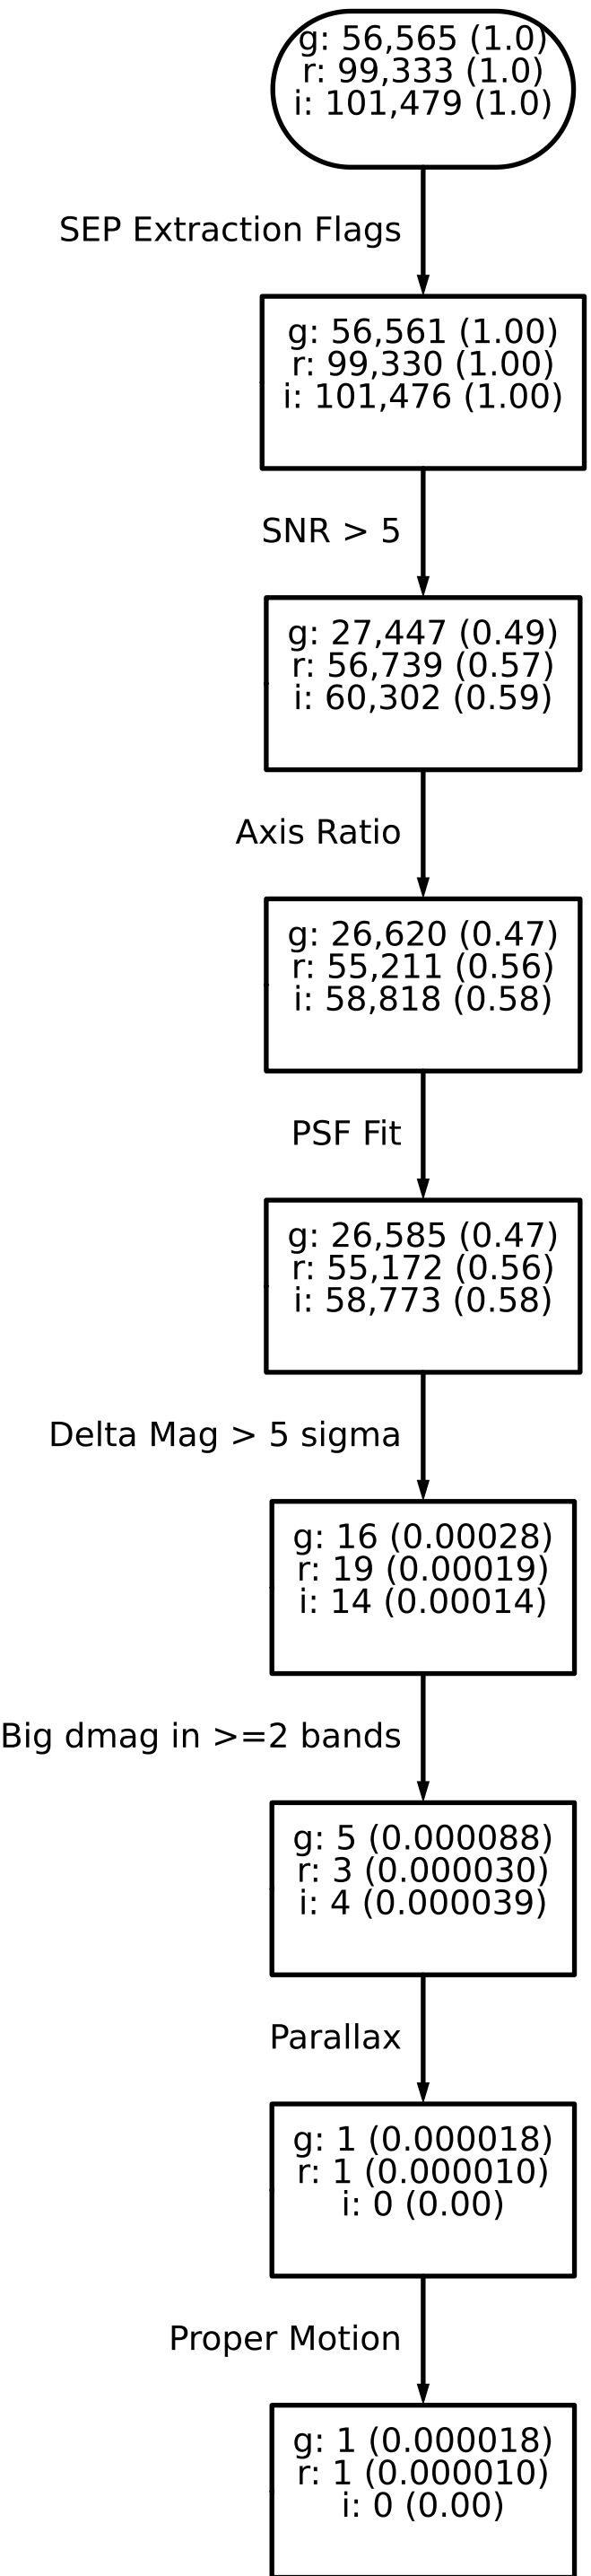 g: 56,565 (1.0)
r: 99,333 (1.0)
i: 101,479 (1.0)
SEP Extraction Flags
g: 56,561 (1.00)
r: 99,330 (1.00)
i: 101,476 (1.00)
SNR > 5
g: 27,447 (0.49)
r: 56,739 (0.57)
i: 60,302 (0.59)
Axis Ratio
g: 26,620 (0.47)
r: 55,211 (0.56)
i: 58,818 (0.58)
PSF Fit
g: 26,585 (0.47)
r: 55,172 (0.56)
i: 58,773 (0.58)
Delta Mag > 5 sigma
g: 16 (0.00028)
r: 19 (0.00019)
i: 14 (0.00014)
Big dmag in >=2 bands
g: 5 (0.000088)
r: 3 (0.000030)
i: 4 (0.000039)
Parallax
g: 1 (0.000018)
r: 1 (0.000010)
i: 0 (0.00)
Proper Motion
g: 1 (0.000018)
r: 1 (0.000010)
i: 0 (0.00)